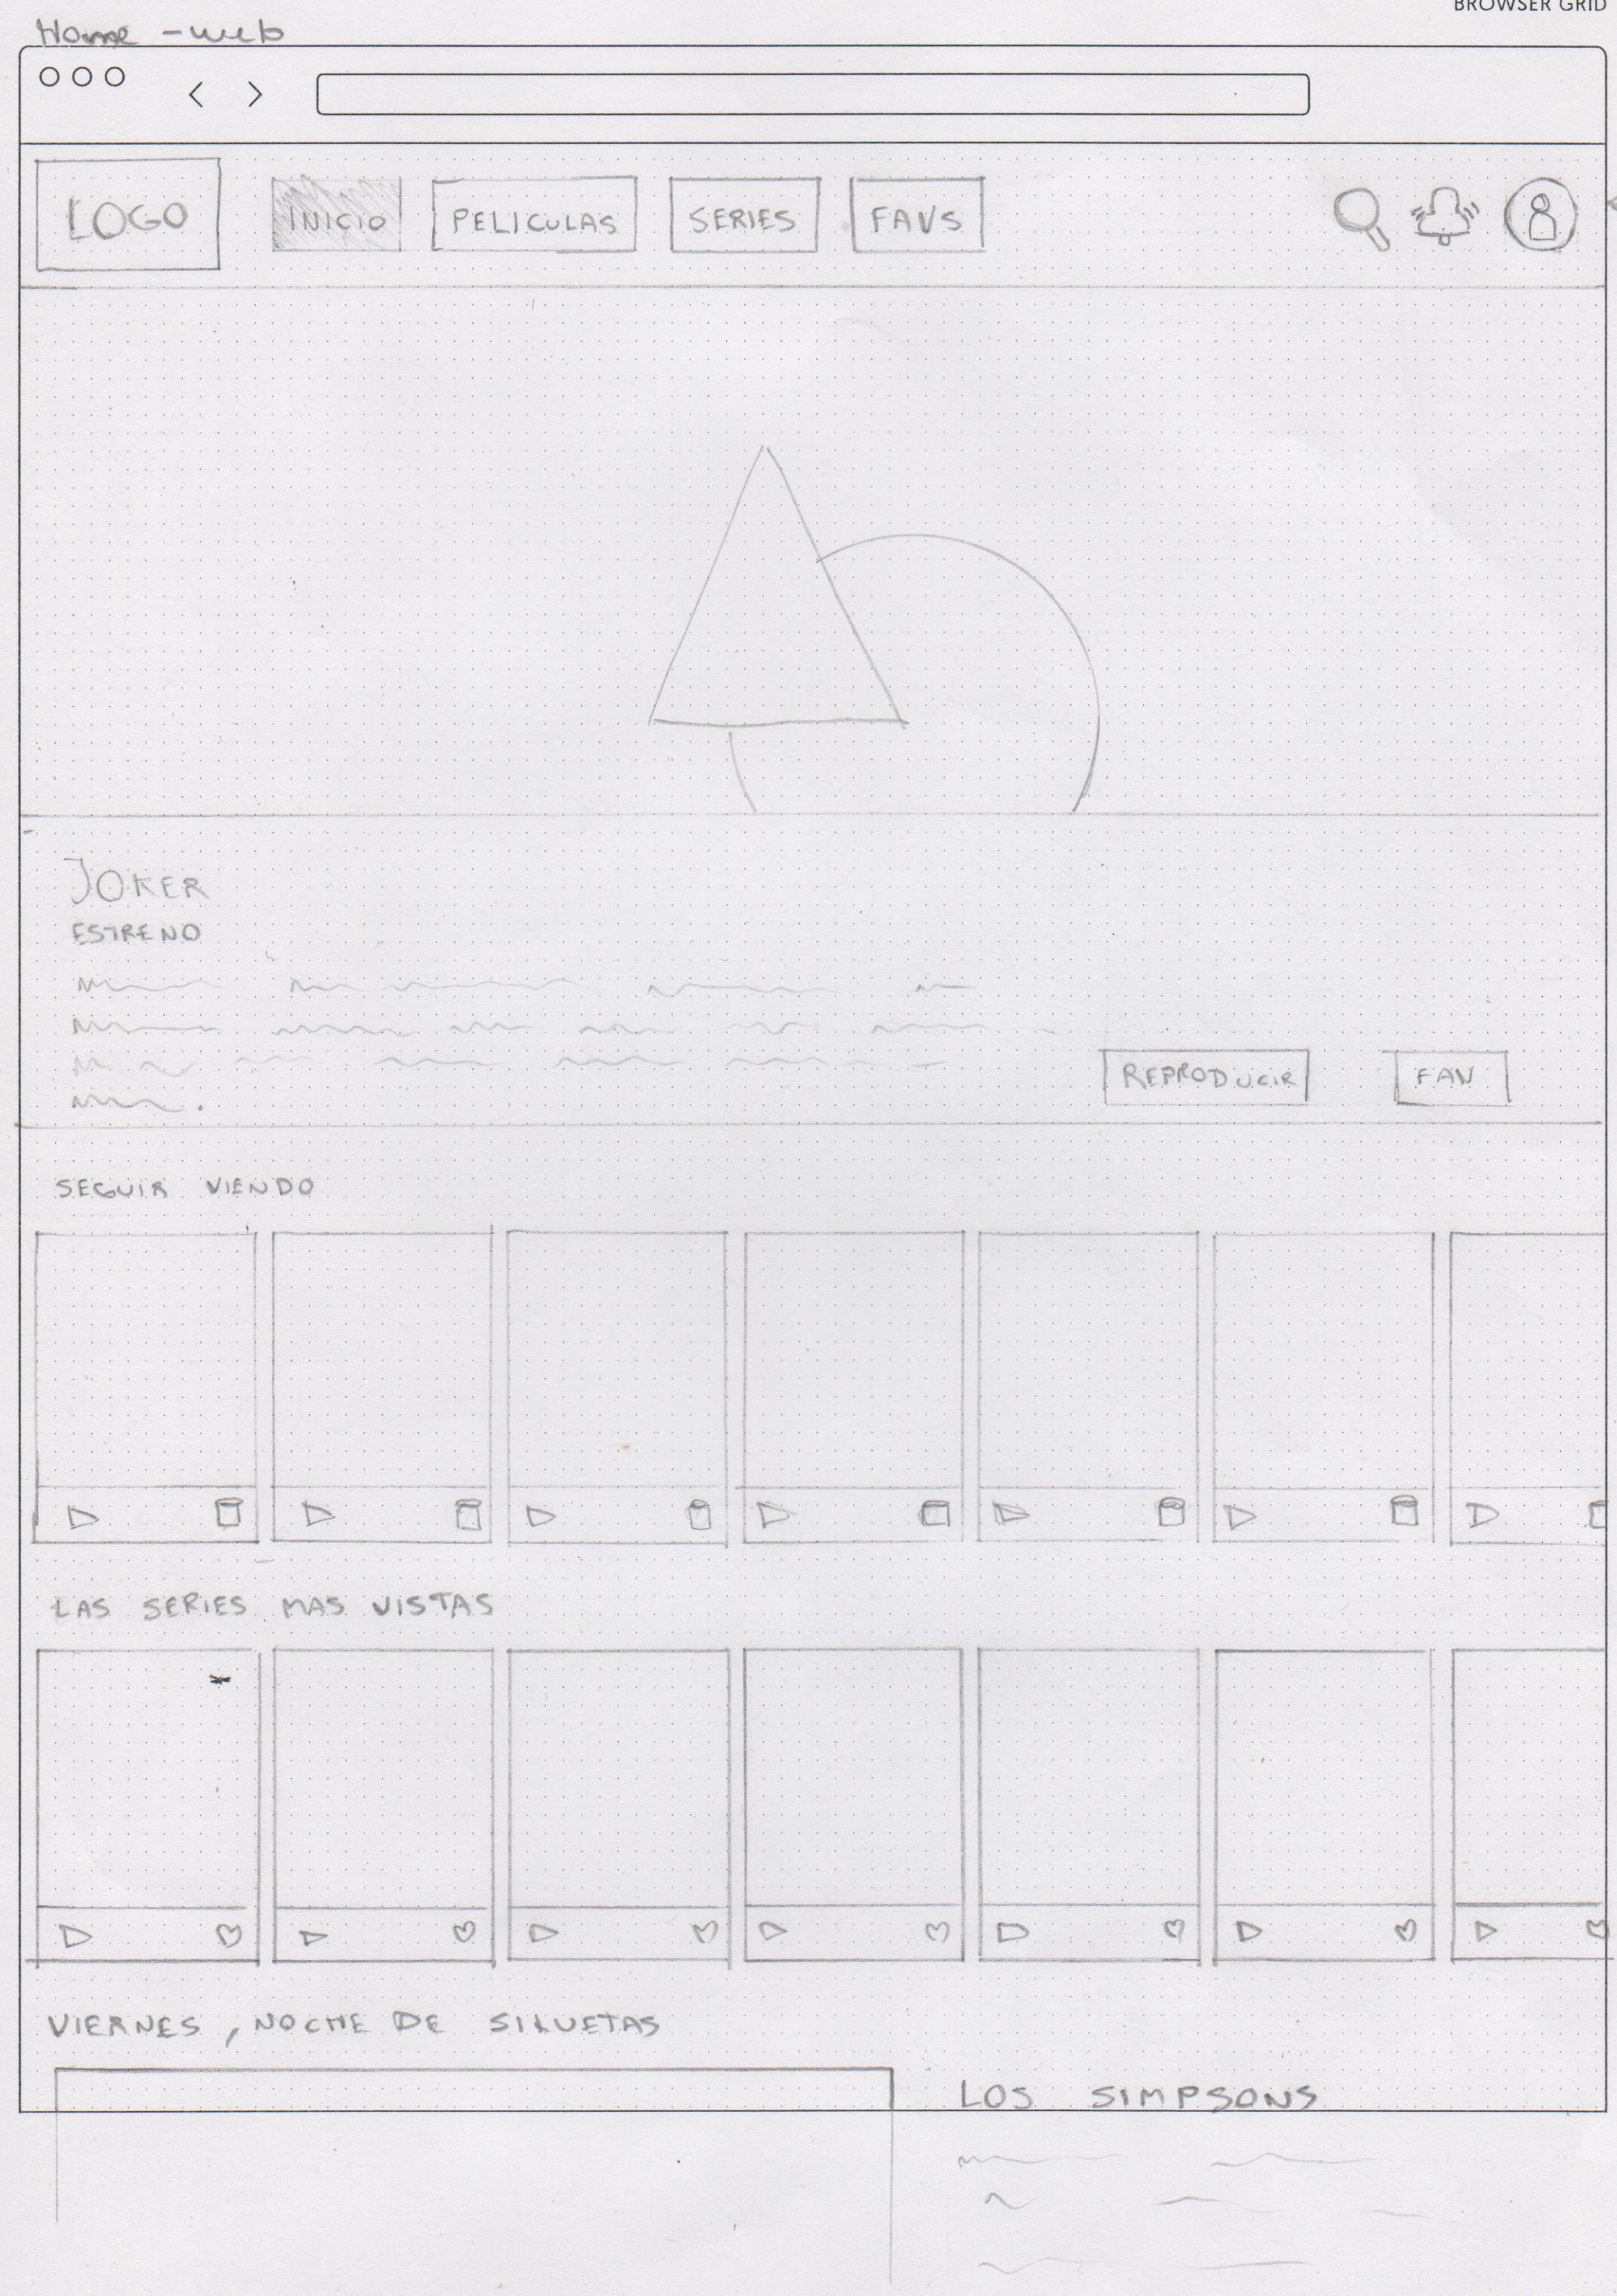 BROWSER GRID
Home - web
LOGO INICIO PELICULAS SERIES FAVS
JOKER
ESTRENO
REPRODUCIR FAV
SEGUIR VIENDO
LAS SERIES MAS VISTAS
VIERNES, NOCHE DE SILUETAS
LOS SIMPSONS